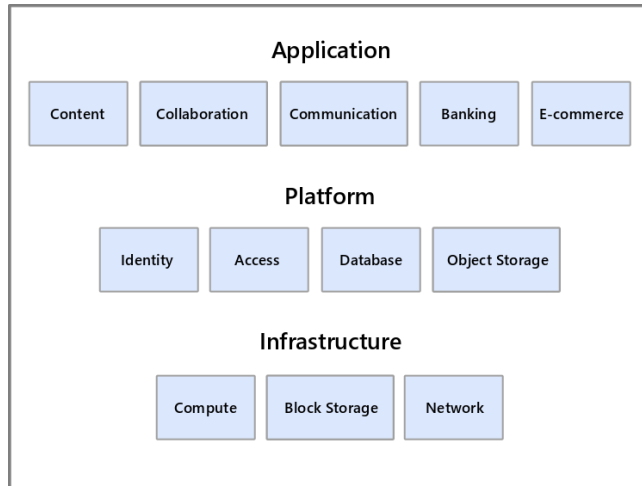 Application
Content
Collaboration
Communication
Banking
E-commerce
Platform
Identity
Access
Database
Object Storage
Infrastructure
Compute
Block Storage
Network